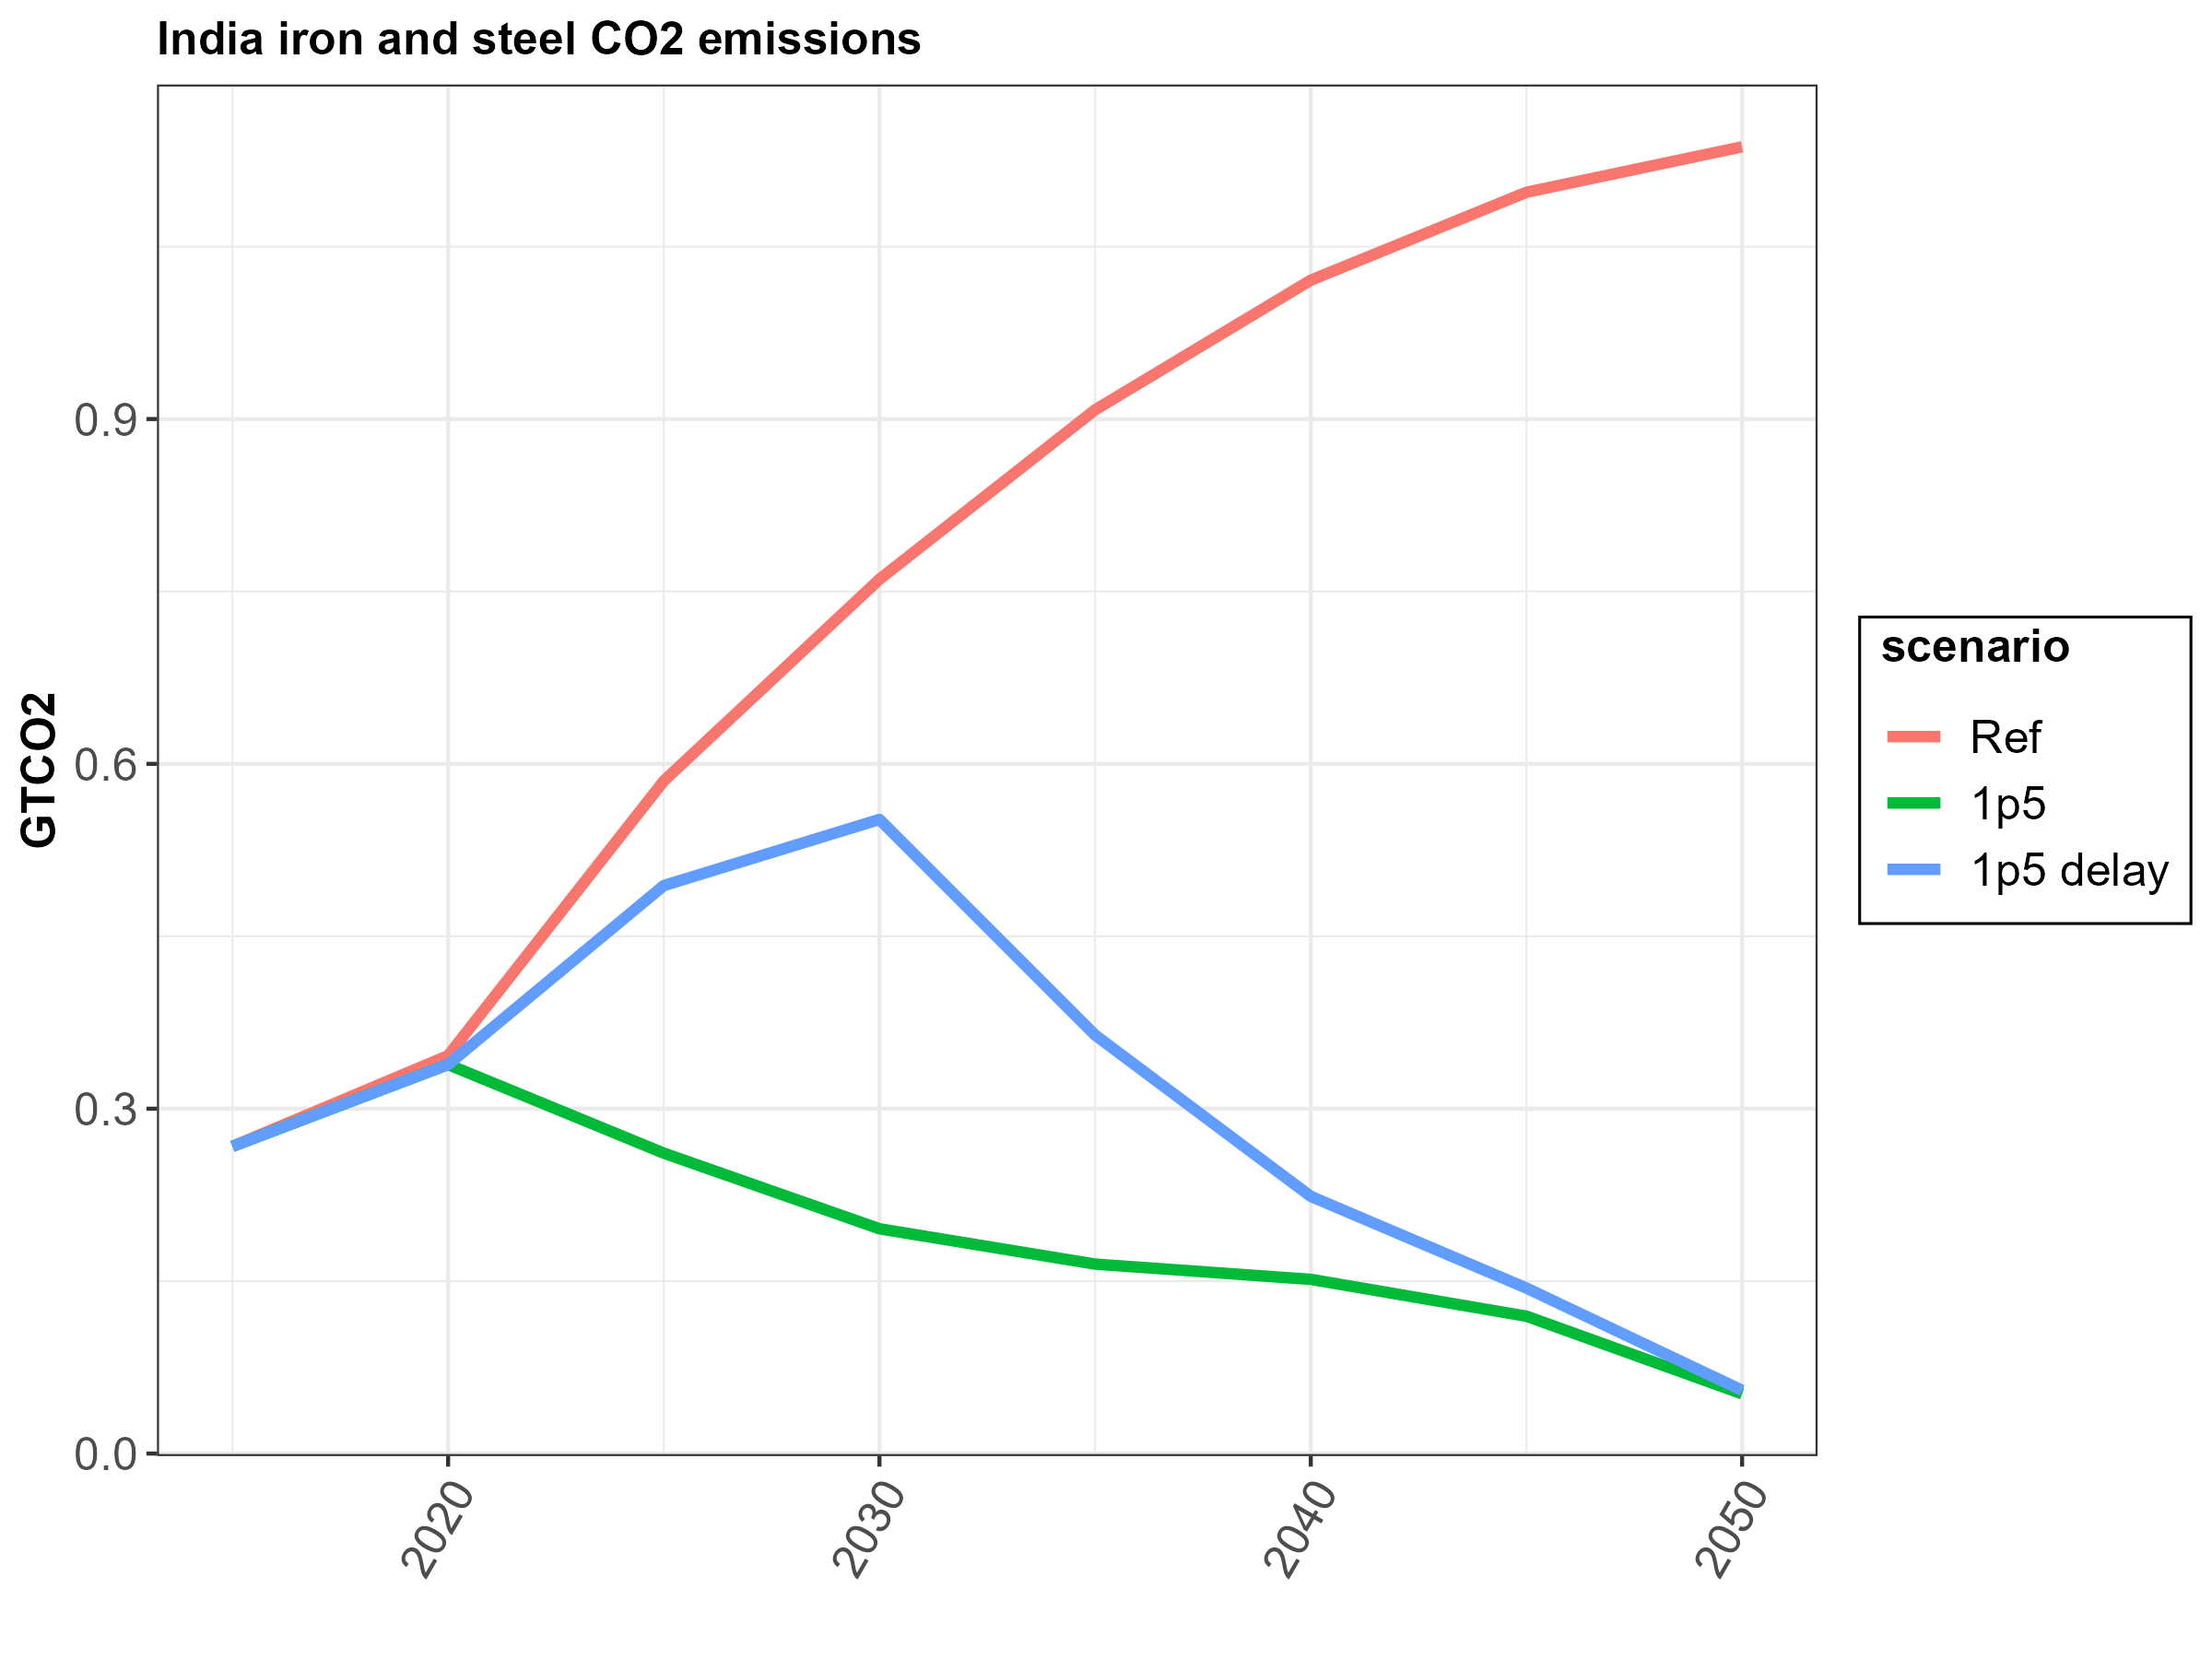 India iron and steel CO2 emissions
GTCO2
0.9
0.6
0.3
0.0
2020
2030
2040
2050
scenario
Ref
1p5
1p5 delay